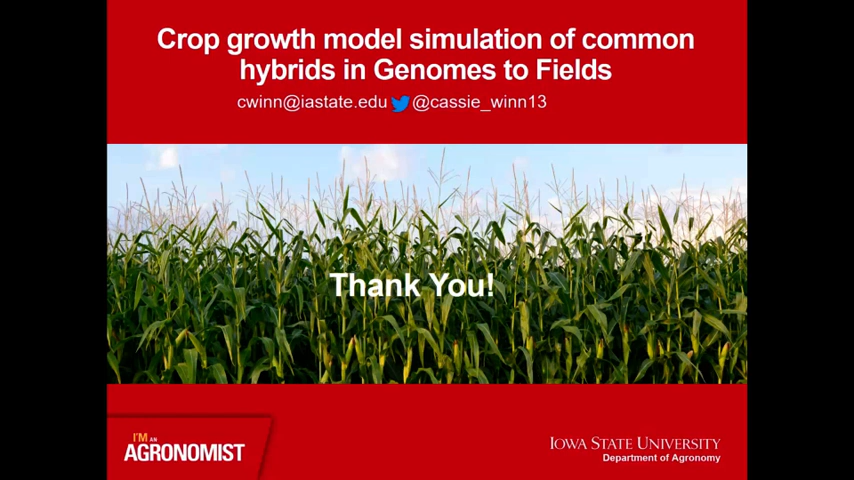 Crop growth model simulation of common
hybrids in Genomes to Fields
cwinn@iastate.edu @cassie_winn13
Thank You!
I'M AN
AGRONOMIST
IOWA STATE UNIVERSITY
Department of Agronomy